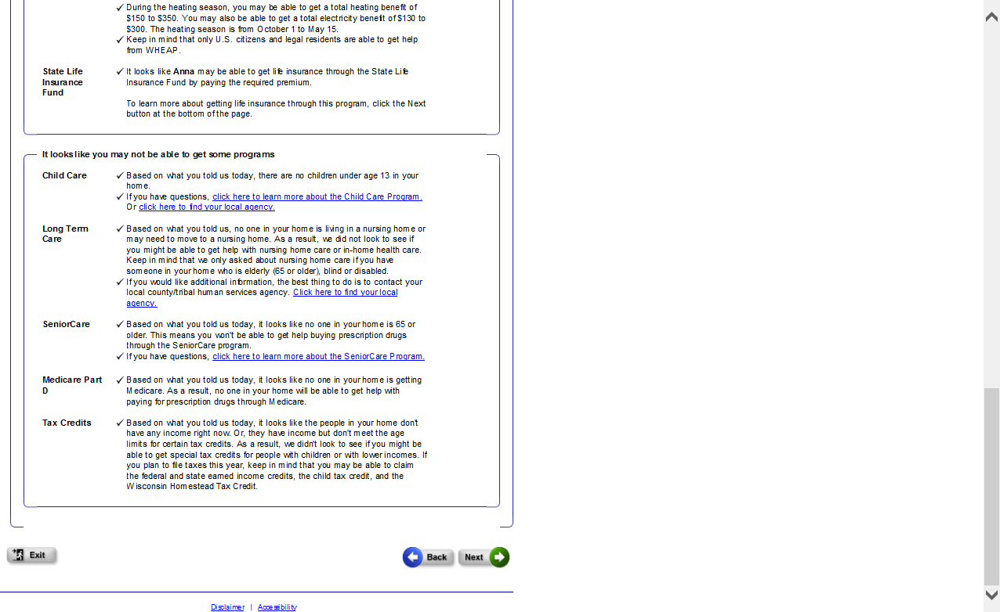 During the heating season, you may be able to get a total heating benefit of
$150 to $350. You may also be able to get a total electricity benefit of $130 to
$300. The heating season is from October 1 to May 15.
Keep in mind that only U.S. citizens and legal residents are able to get help
from WHEAP.
State Life Insurance Fund
It looks like Anna may be able to get life insurance through the State Life
Insurance Fund by paying the required premium.
To learn more about getting life insurance through this program, click the Next
button at the bottom of the page.
It looks like you may not be able to get some programs
Child Care
Based on what you told us today, there are no children under age 13 in your
home.
If you have questions, click here to learn more about the Child Care Program.
Or click here to find your local agency.
Long Term Care
Based on what you told us, no one in your home is living in a nursing home or
may need to move to a nursing home. As a result, we did not look to see if
you might be able to get help with nursing home care or in-home health care.
Keep in mind that we only asked about nursing home care if you have
someone in your home who is elderly (65 or older), blind or disabled.
If you would like additional information, the best thing to do is to contact your
local county/tribal human services agency. Click here to find your local
agency.
SeniorCare
Based on what you told us today, it looks like no one in your home is 65 or
older. This means you won't be able to get help buying prescription drugs
through the SeniorCare program.
If you have questions, click here to learn more about the SeniorCare Program.
Medicare Part D
Based on what you told us today, it looks like no one in your home is getting
Medicare. As a result, no one in your home will be able to get help with
paying for prescription drugs through Medicare.
Tax Credits
Based on what you told us today, it looks like the people in your home don't
have any income right now. Or, they have income but don't meet the age
limits for certain tax credits. As a result, we didn't look to see if you might be
able to get special tax credits for people with children or with lower incomes. If
you plan to file taxes this year, keep in mind that you may be able to claim
the federal and state earned income credits, the child tax credit, and the
Wisconsin Homestead Tax Credit.
Exit
Back
Next
Disclaimer | Accessibility